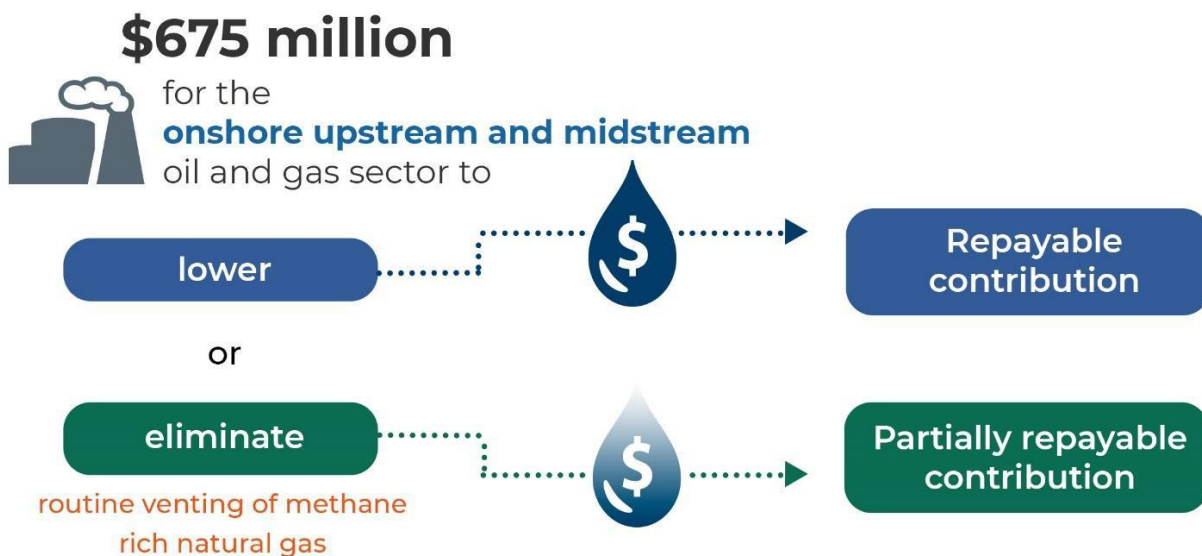 $675 million
for the
onshore upstream and midstream
oil and gas sector to
lower
$
Repayable
contribution
or
eliminate
$
Partially repayable
contribution
routine venting of methane
rich natural gas